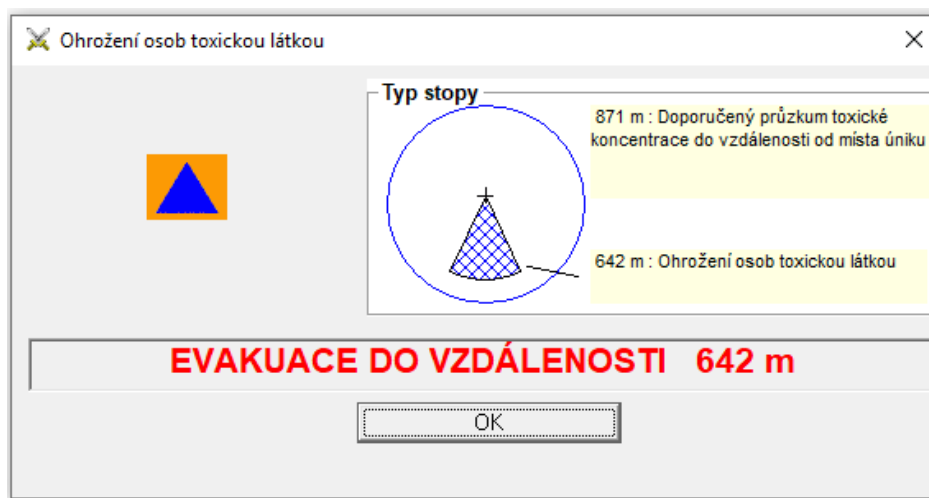 Ohrožení osob toxickou látkou
Typ stopy
871 m : Doporučený průzkum toxické
koncentrace do vzdálenosti od místa úniku
642 m : Ohrožení osob toxickou látkou
EVAKUACE DO VZDÁLENOSTI 642 m
OK